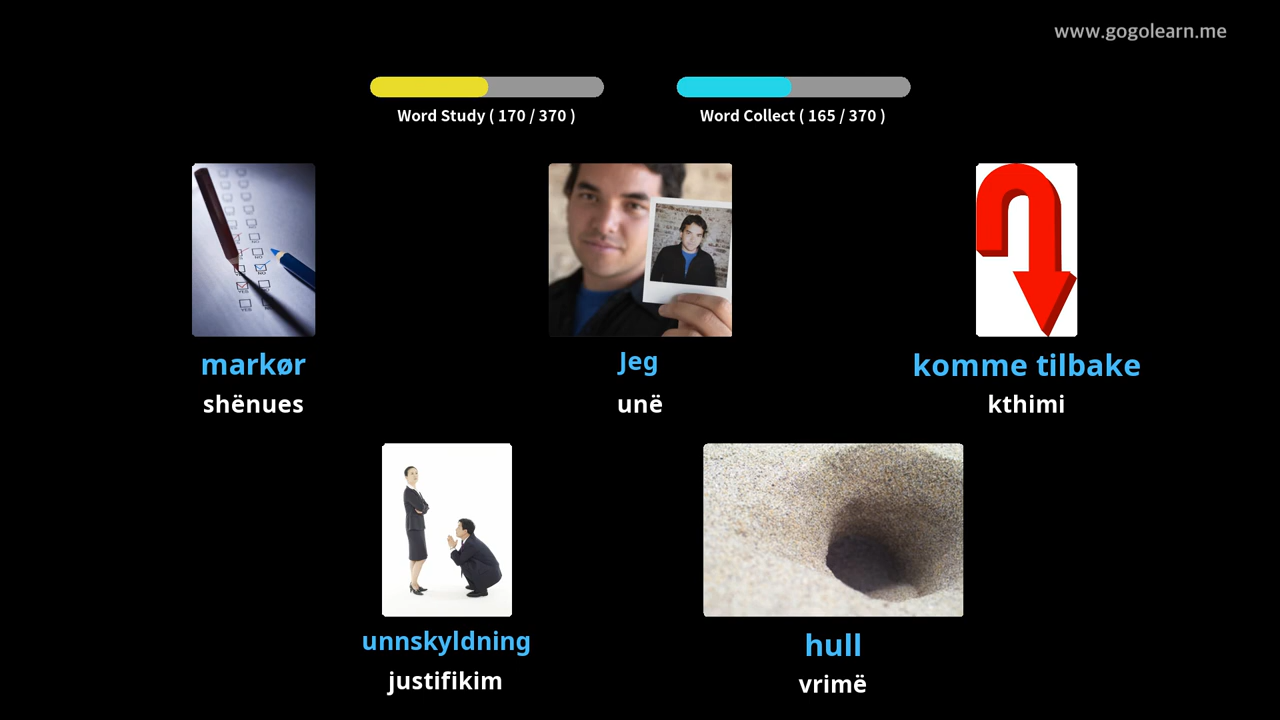 www.gogolearn.me
Word Study ( 170 / 370 )
Word Collect ( 165 / 370 )
markør
Jeg
komme tilbake
shënues
unë
kthimi
unnskyldning
hull
justifikim
vrimë